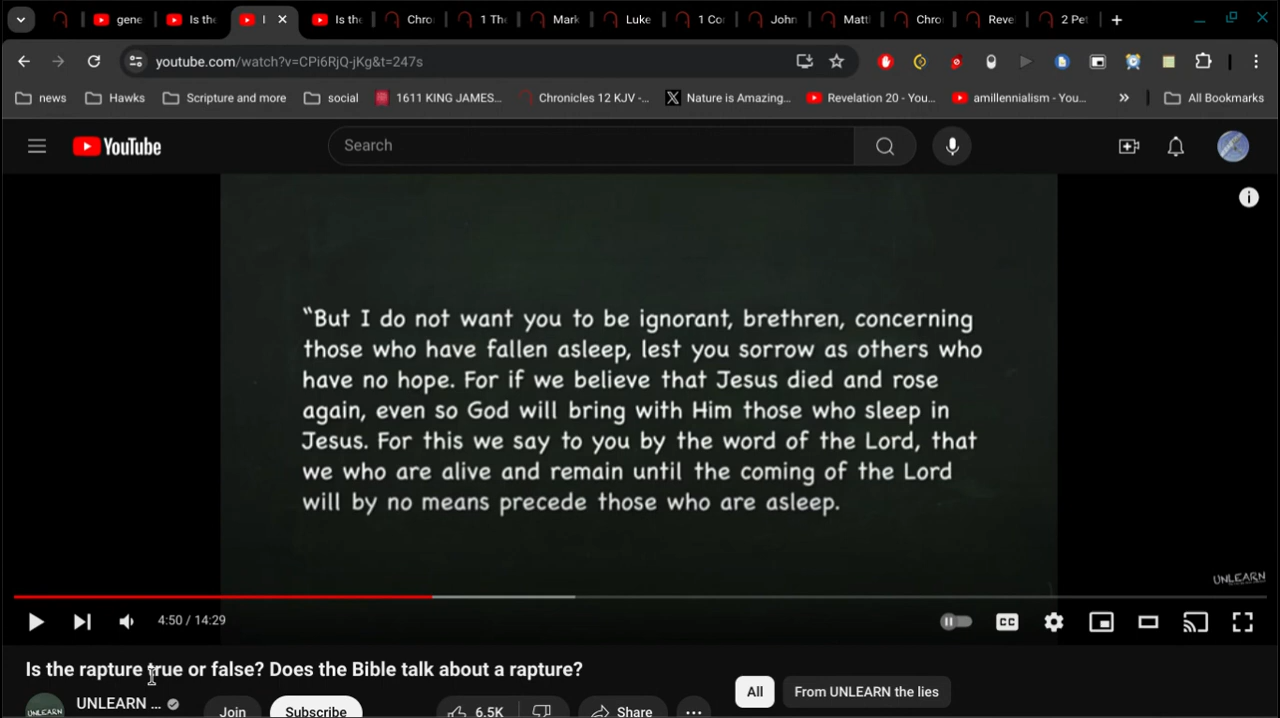 gene
Is the
I
Is the
Chro
1 The
Mark
Luke
1 Cor
John
Matt
Chro
Reve
2 Pet
youtube.com/watch?v=CPi6RjQ-jKg&t=247s
news
Hawks
Scripture and more
social
1611 KING JAMES...
Chronicles 12 KJV -...
Nature is Amazing...
Revelation 20 - You...
amillennialism - You...
»
All Bookmarks
YouTube
Search
“But I do not want you to be ignorant, brethren, concerning
those who have fallen asleep, lest you sorrow as others who
have no hope. For if we believe that Jesus died and rose
again, even so God will bring with Him those who sleep in
Jesus. For this we say to you by the word of the Lord, that
we who are alive and remain until the coming of the Lord
will by no means precede those who are asleep.
UNLEARN
4:50 / 14:29
CC
Is the rapture true or false? Does the Bible talk about a rapture?
UNLEARN ...
Join
Subscribe
6.5K
Share
All
From UNLEARN the lies